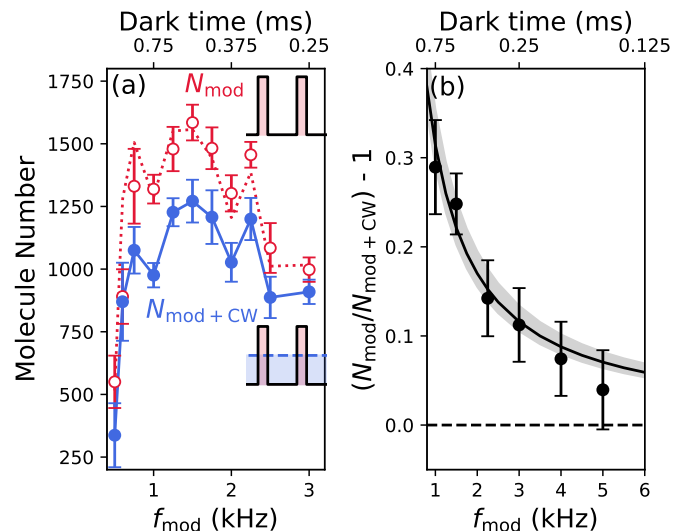 Dark time (ms)
0.75 0.375 0.25
(a)
N_mod
N_mod + CW
Molecule Number
1750
1500
1250
1000
750
500
250
1 2 3
f_mod (kHz)
Dark time (ms)
0.75 0.25 0.125
(b)
(N_mod/N_mod + CW) - 1
0.4
0.3
0.2
0.1
0.0
1 2 3 4 5 6
f_mod (kHz)